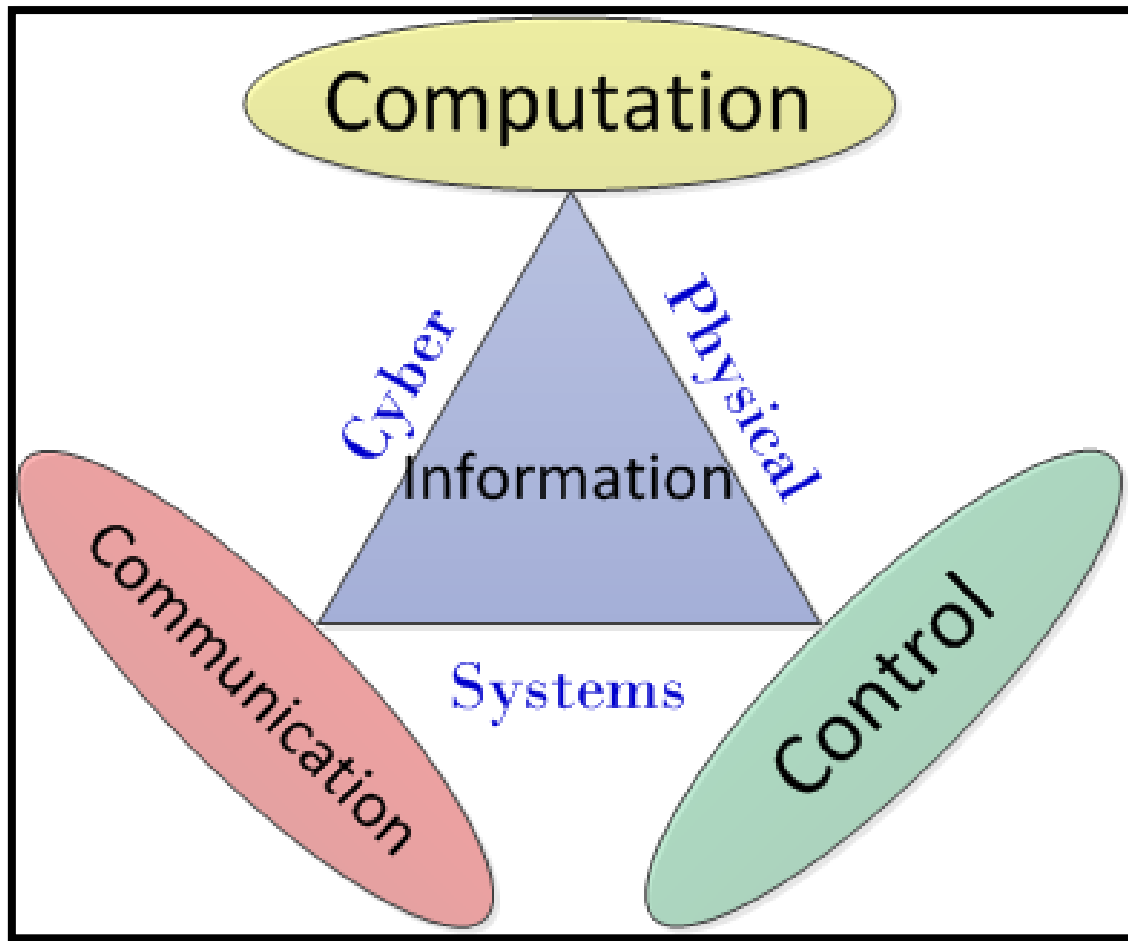 Computation
Cyber
Physical
Information
Communication
Systems
Control